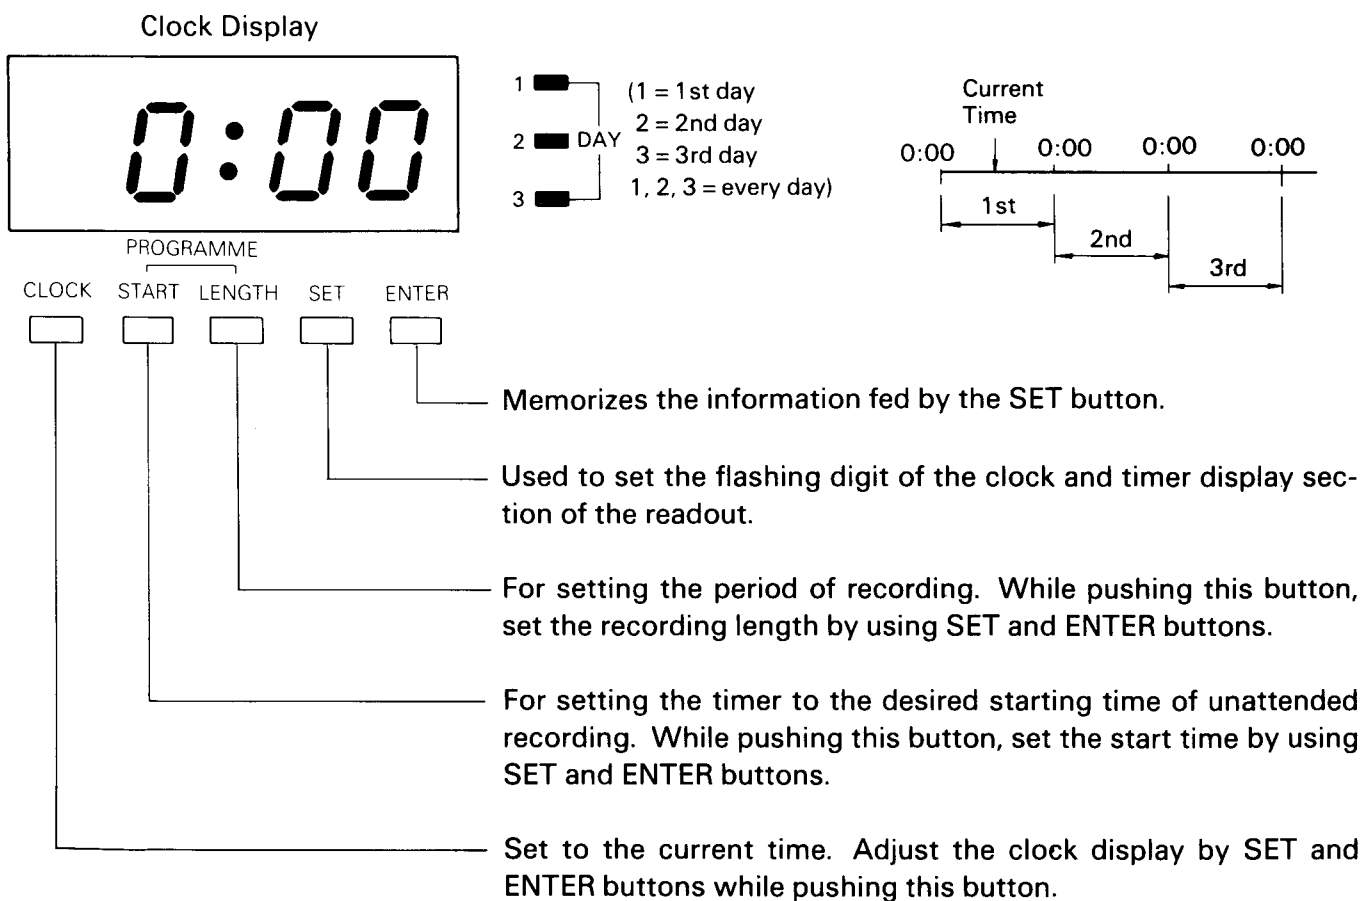 Clock Display
0:00
1
2
3
DAY
(1 = 1st day
2 = 2nd day
3 = 3rd day
1, 2, 3 = every day)
Current
Time
0:00 0:00 0:00 0:00
1st
2nd
3rd
PROGRAMME
CLOCK START LENGTH SET ENTER
Memorizes the information fed by the SET button.
Used to set the flashing digit of the clock and timer display sec-
tion of the readout.
For setting the period of recording. While pushing this button,
set the recording length by using SET and ENTER buttons.
For setting the timer to the desired starting time of unattended
recording. While pushing this button, set the start time by using
SET and ENTER buttons.
Set to the current time. Adjust the clock display by SET and
ENTER buttons while pushing this button.